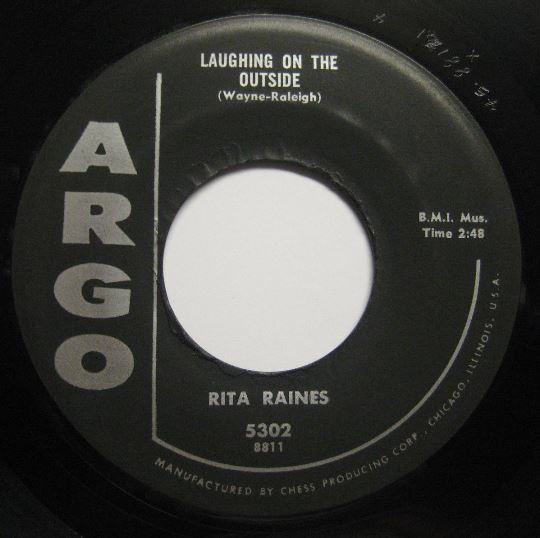 LAUGHING ON THE
OUTSIDE
(Wayne-Raleigh)
ARGO
B.M.I. Mus.
Time 2:48
RITA RAINES
5302
8811
MANUFACTURED BY CHESS PRODUCING CORP., CHICAGO, ILLINOIS, U.S.A.